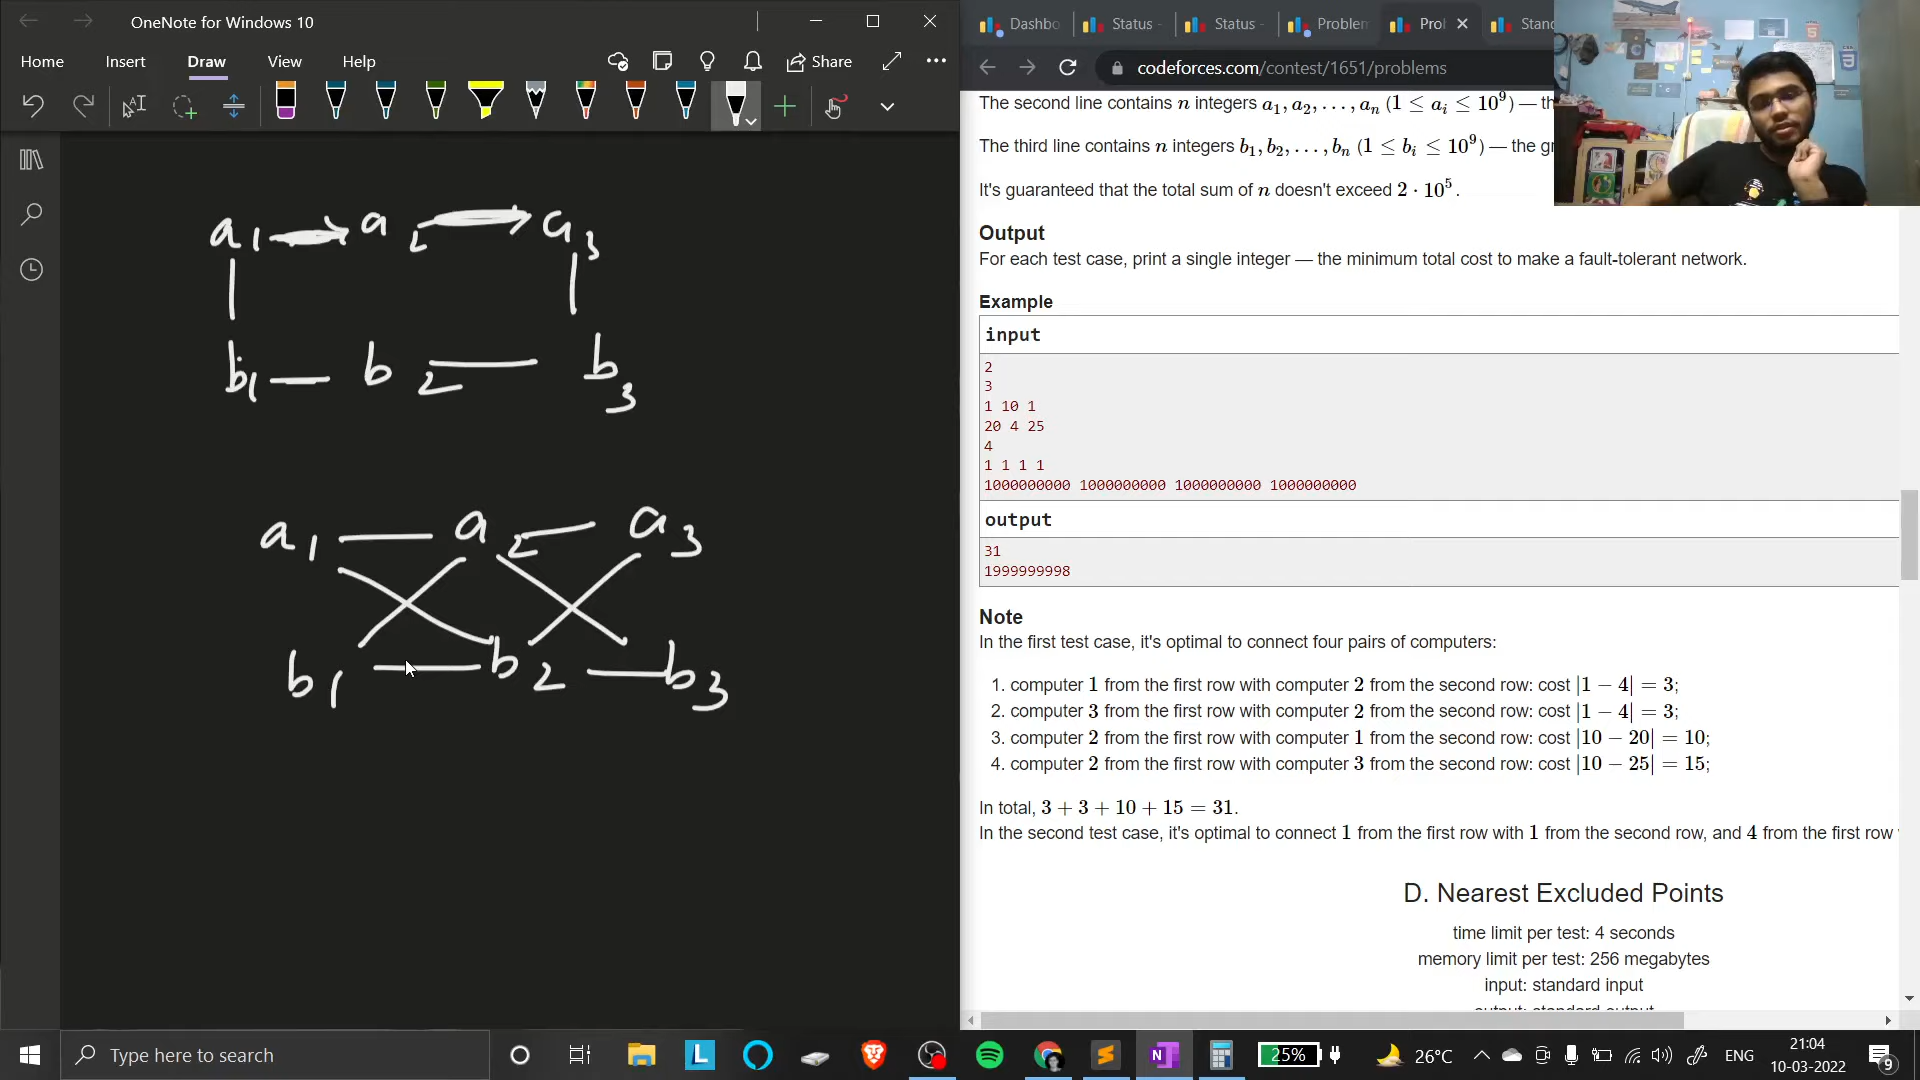 OneNote for Windows 10
Home Insert Draw View Help Share
a1 a2 a3
b1 b2 b3
a1 a2 a3
b1 b2 b3
Dashbo Status - Status - Problem Pro Stand
codeforces.com/contest/1651/problems
The second line contains n integers a1, a2, ..., an (1 ≤ ai ≤ 10^9) — th
The third line contains n integers b1, b2, ..., bn (1 ≤ bi ≤ 10^9) — the gr
It's guaranteed that the total sum of n doesn't exceed 2 · 10^5.
Output
For each test case, print a single integer — the minimum total cost to make a fault-tolerant network.
Example
input
2
3
1 10 1
20 4 25
4
1 1 1 1
1000000000 1000000000 1000000000 1000000000
output
31
1999999998
Note
In the first test case, it's optimal to connect four pairs of computers:
1. computer 1 from the first row with computer 2 from the second row: cost |1 − 4| = 3;
2. computer 3 from the first row with computer 2 from the second row: cost |1 − 4| = 3;
3. computer 2 from the first row with computer 1 from the second row: cost |10 − 20| = 10;
4. computer 2 from the first row with computer 3 from the second row: cost |10 − 25| = 15;
In total, 3 + 3 + 10 + 15 = 31.
In the second test case, it's optimal to connect 1 from the first row with 1 from the second row, and 4 from the first row
D. Nearest Excluded Points
time limit per test: 4 seconds
memory limit per test: 256 megabytes
input: standard input
output: standard output
Type here to search
25%
26°C
ENG
21:04
10-03-2022
9